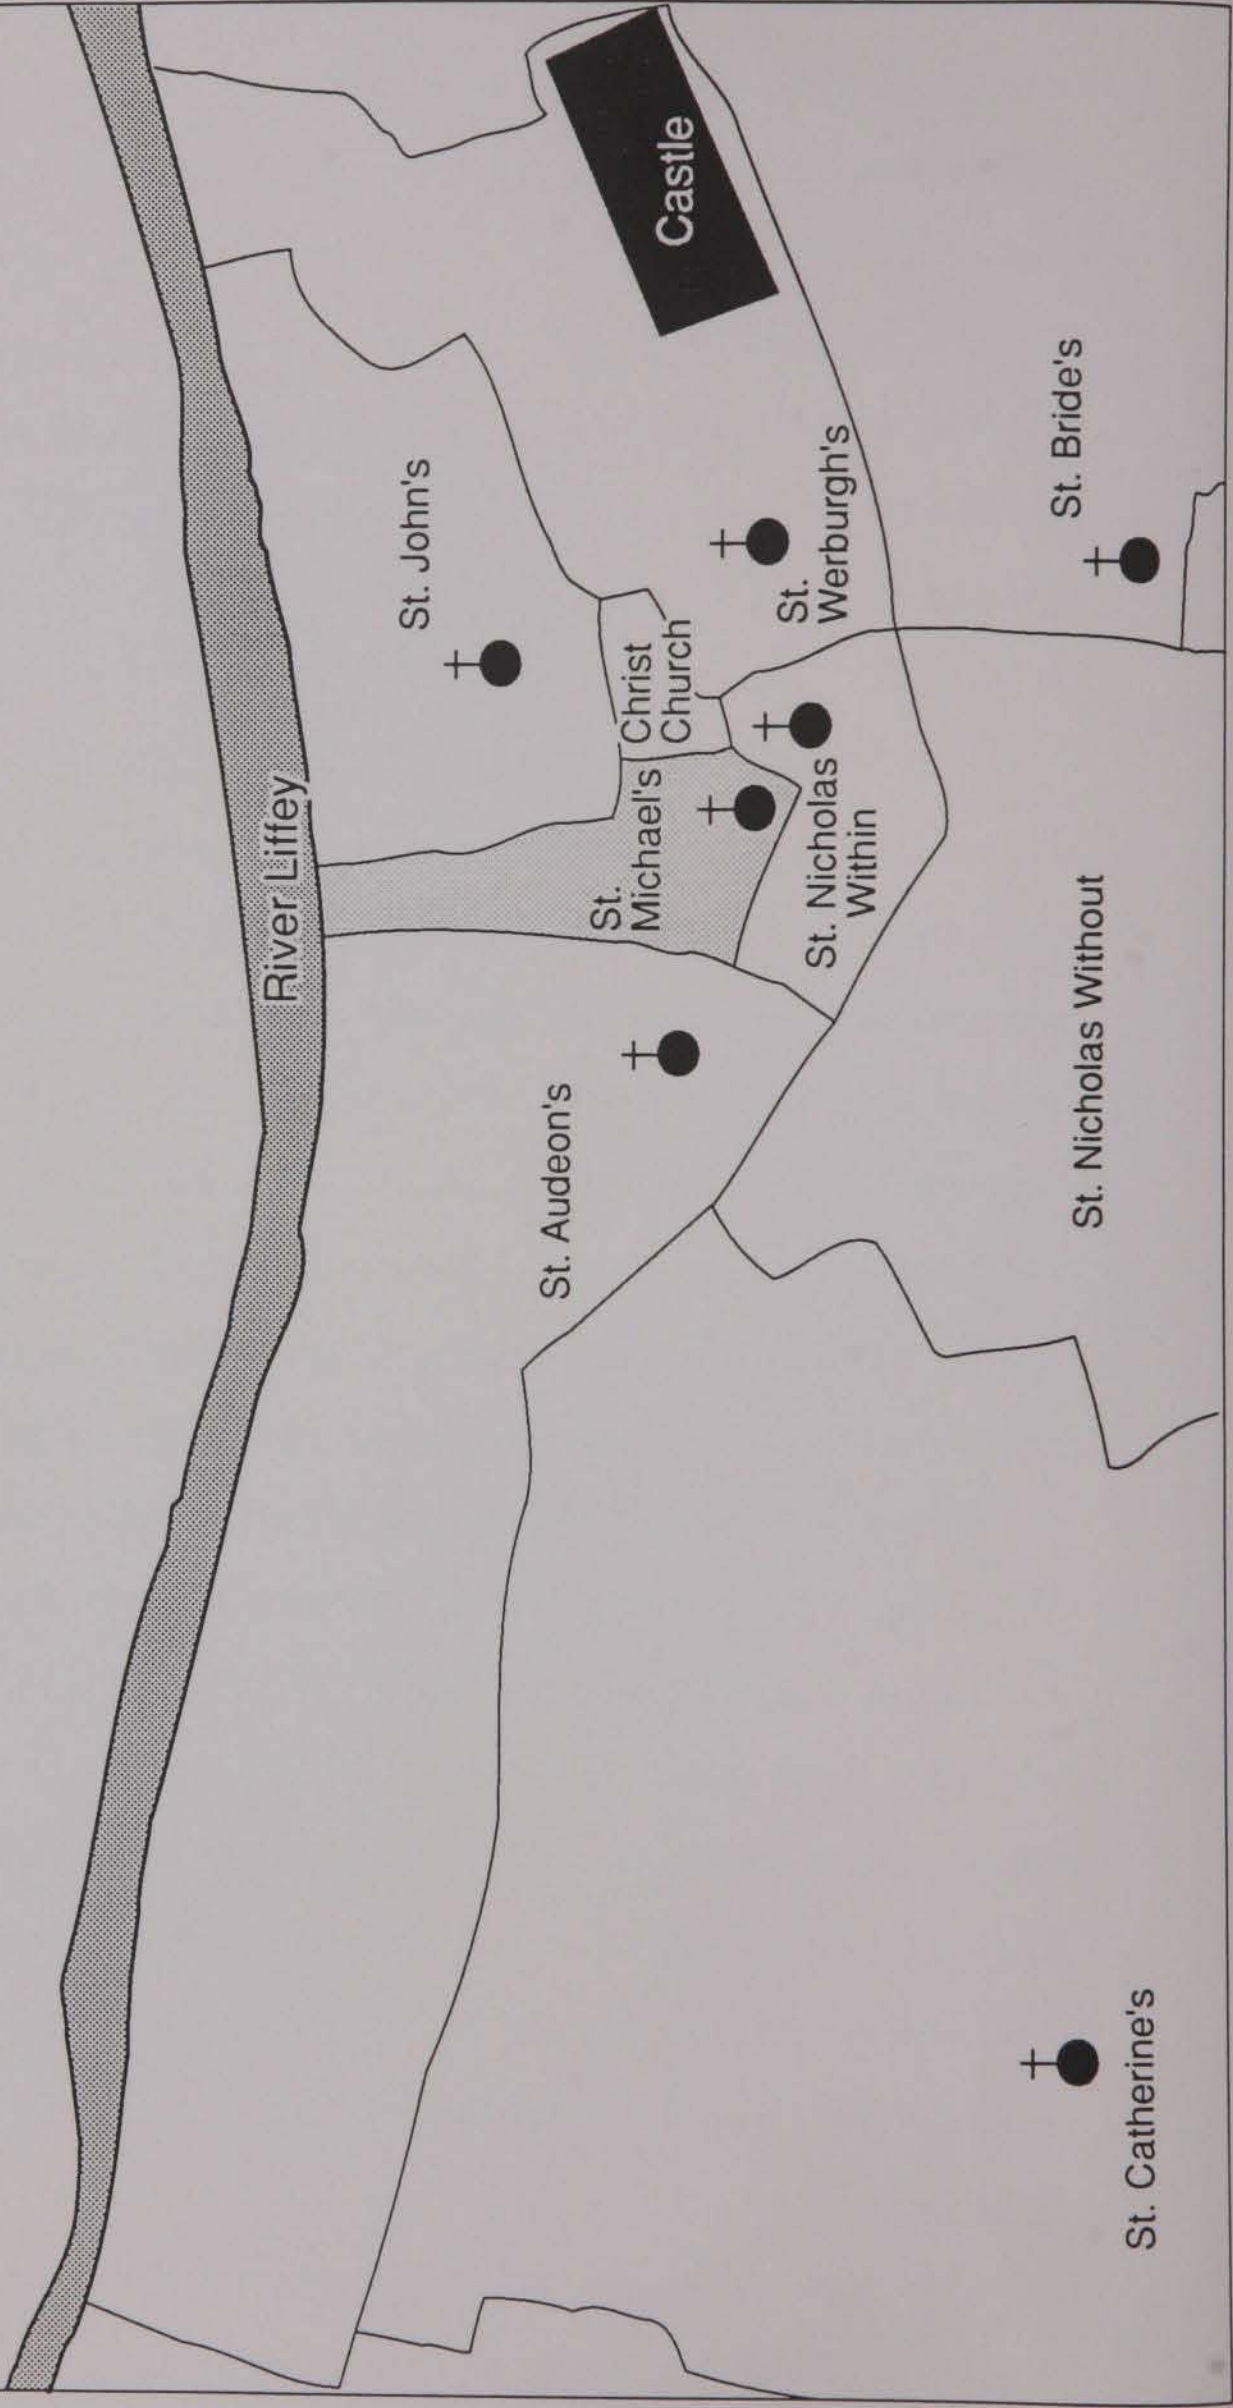 River Liffey
St. John's
Castle
St. Audeon's
St.
Michael's
Christ
Church
St.
Werburgh's
St. Nicholas
Within
St. Bride's
St. Nicholas Without
St. Catherine's